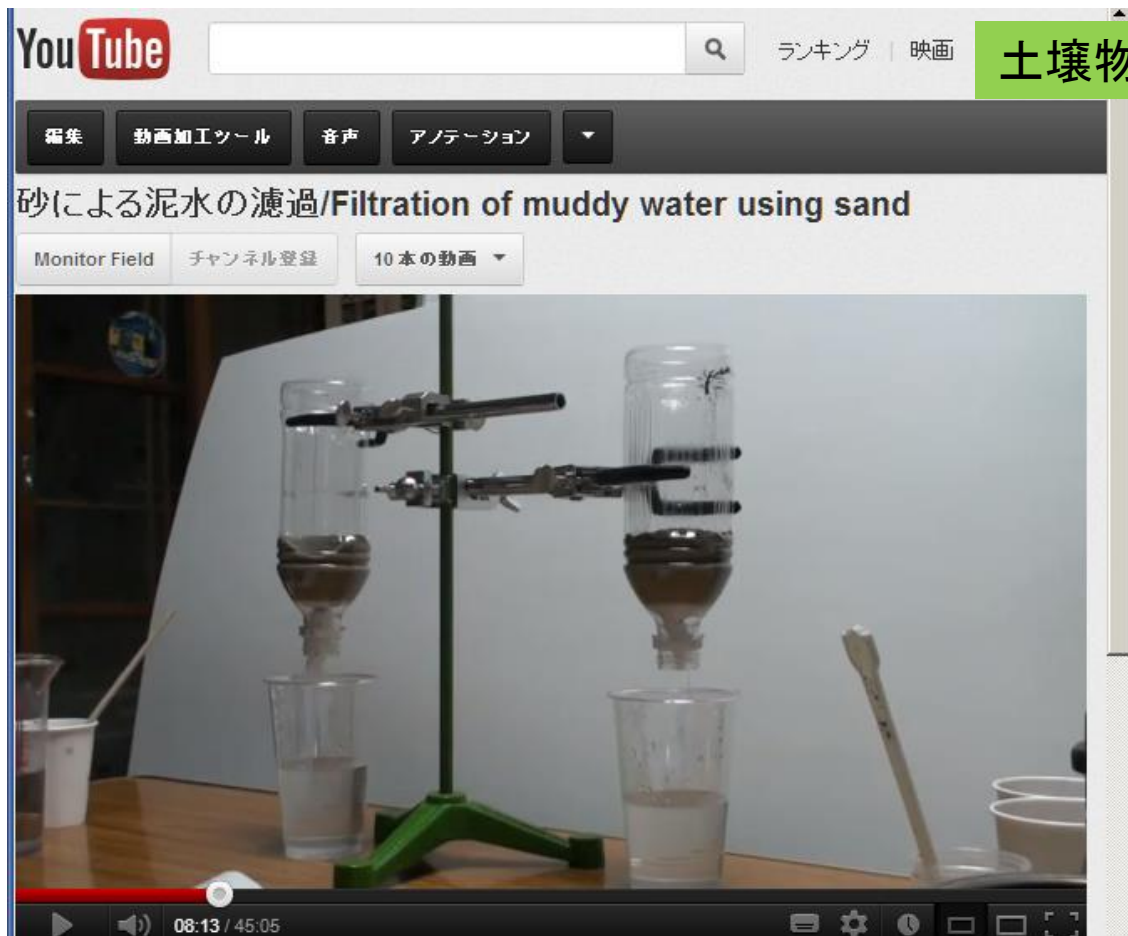 You Tube
ランキング | 映画
土壌物
編集 動画加工ツール 音声 アノテーション
砂による泥水の濾過/Filtration of muddy water using sand
Monitor Field チャンネル登録 10 本の動画
08:13 / 45:05